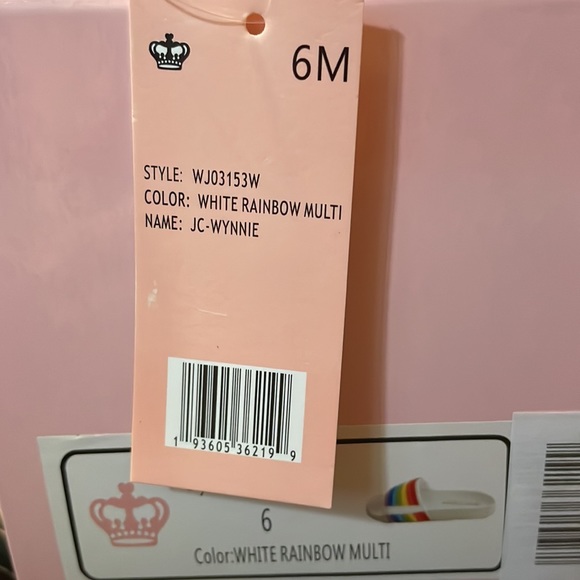 6M
STYLE: WJ03153W
COLOR: WHITE RAINBOW MULTI
NAME: JC-WYNNIE
1 93605 36219 9
6
Color:WHITE RAINBOW MULTI